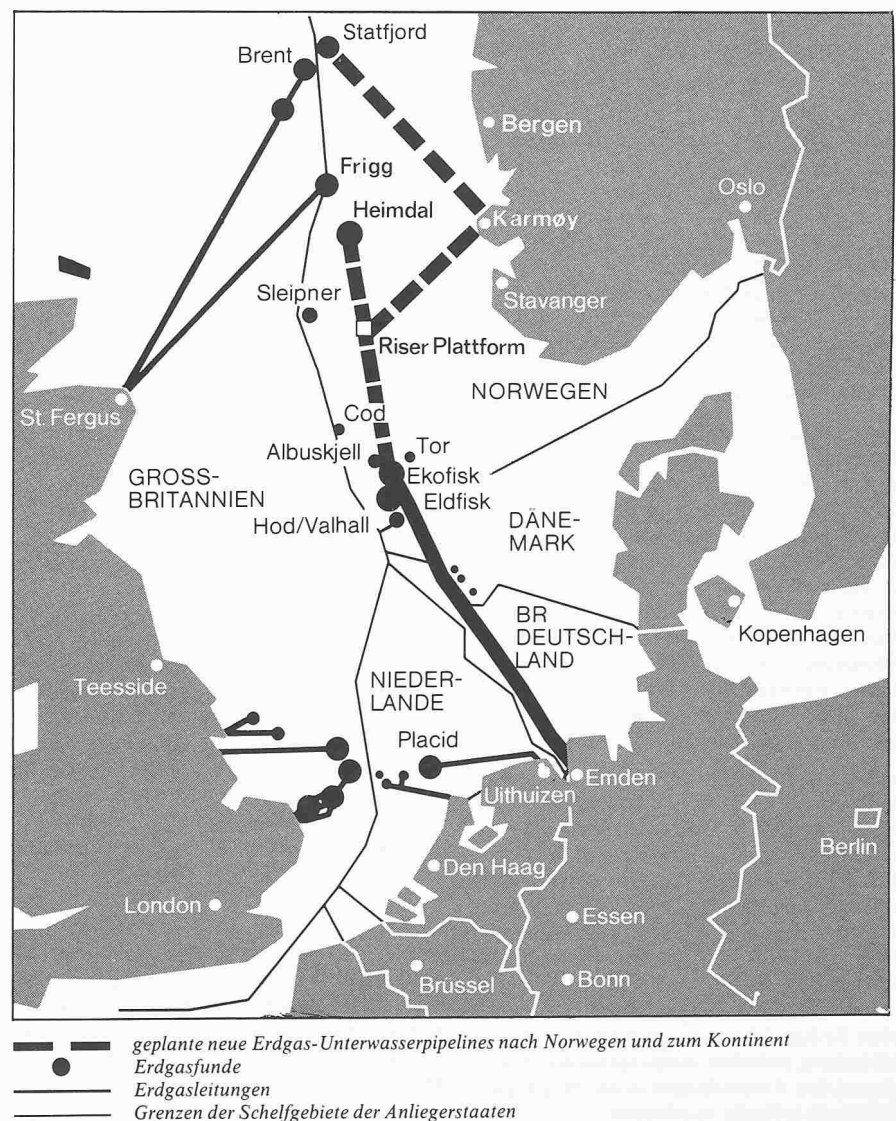 Statfjord
Brent
Bergen
Frigg
Oslo
Heimdal
Karmøy
Sleipner
Stavanger
Riser Plattform
NORWEGEN
St. Fergus
Cod
Tor
Albuskjell
Ekofisk
GROSS-
BRITANNIEN
Eldfisk
Hod/Valhall
DÄNE-
MARK
BR
DEUTSCH-
LAND
Kopenhagen
Teesside
NIEDER-
LANDE
Placid
Uithuizen
Emden
Berlin
Den Haag
London
Essen
Brüssel
Bonn
geplante neue Erdgas-Unterwasserpipelines nach Norwegen und zum Kontinent
Erdgasfunde
Erdgasleitungen
Grenzen der Schelfgebiete der Anliegerstaaten